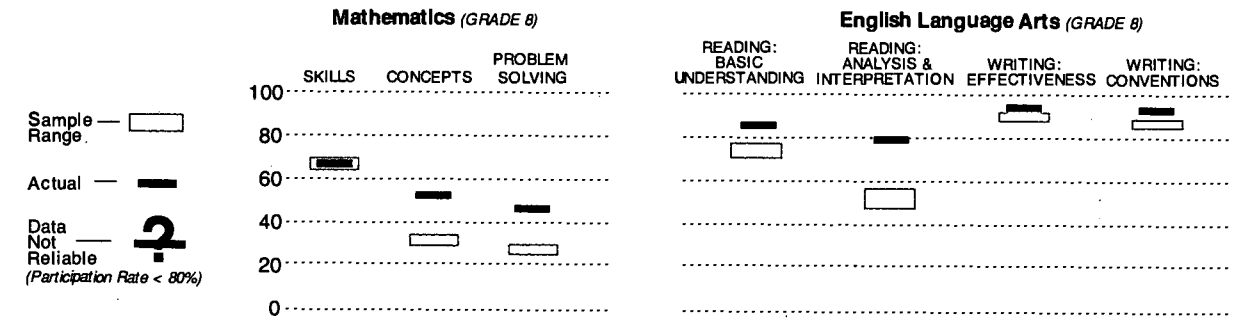 Mathematics (GRADE 8)
SKILLS
CONCEPTS
PROBLEM
SOLVING
100
80
60
40
20
0
Sample
Range
Actual
Data
Not
Reliable
?
(Participation Rate < 80%)
English Language Arts (GRADE 8)
READING:
BASIC
UNDERSTANDING
READING:
ANALYSIS &
INTERPRETATION
WRITING:
EFFECTIVENESS
WRITING:
CONVENTIONS